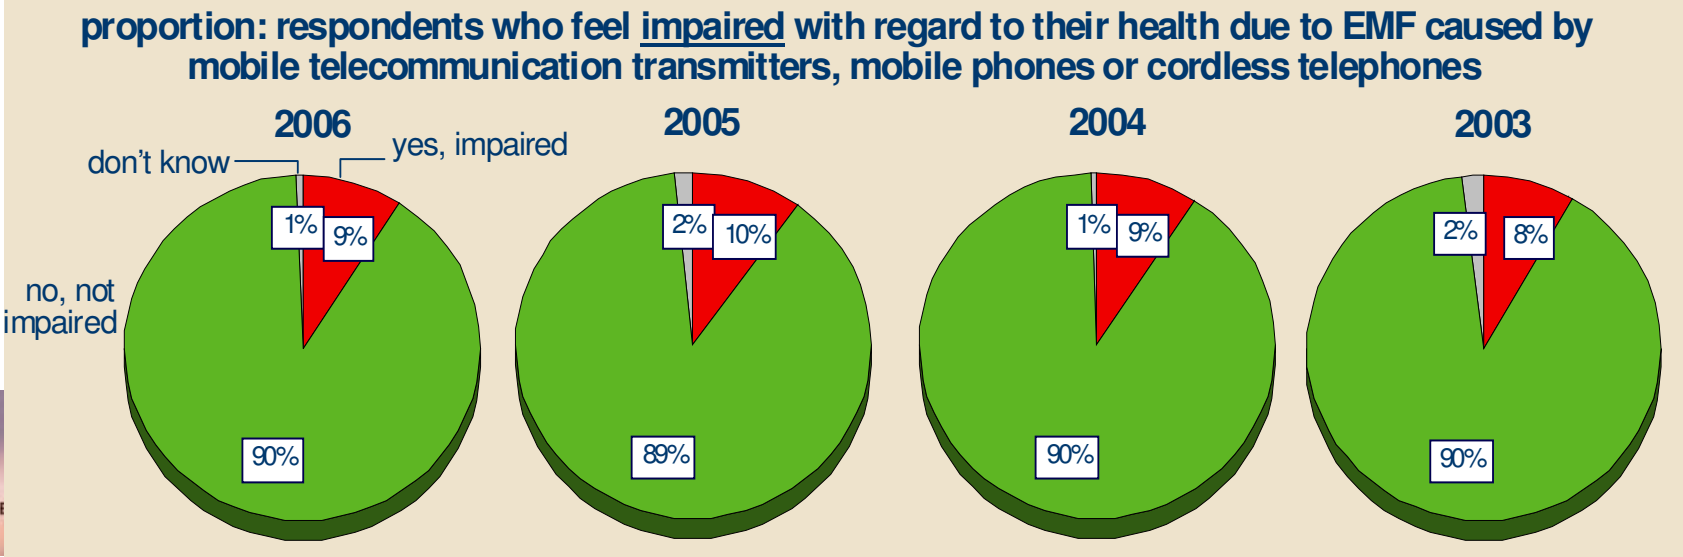 proportion: respondents who feel impaired with regard to their health due to EMF caused by
mobile telecommunication transmitters, mobile phones or cordless telephones
2006
2005
2004
2003
don't know
yes, impaired
no, not
impaired
1%
9%
90%
2%
10%
89%
1%
9%
90%
2%
8%
90%